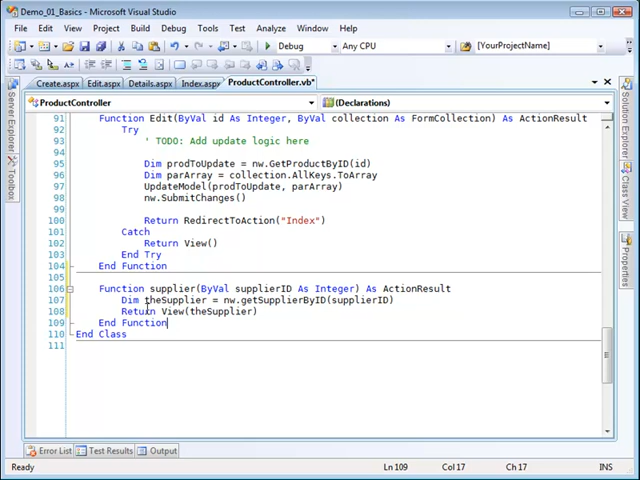 Demo_01_Basics - Microsoft Visual Studio
File Edit View Project Build Debug Data Tools Test Analyze Window Help
Debug Any CPU [YourProjectName]
Create.aspx Edit.aspx Details.aspx Index.aspx ProductController.vb*
ProductController (Declarations)
91 Function Edit(ByVal id As Integer, ByVal collection As FormCollection) As ActionResult
92 Try
93 ' TODO: Add update logic here
94
95 Dim prodToUpdate = nw.GetProductByID(id)
96 Dim parArray = collection.AllKeys.ToArray
97 UpdateModel(prodToUpdate, parArray)
98 nw.SubmitChanges()
99
100 Return RedirectToAction("Index")
101 Catch
102 Return View()
103 End Try
104 End Function
105
106 Function supplier(ByVal supplierID As Integer) As ActionResult
107 Dim theSupplier = nw.getSupplierByID(supplierID)
108 Return View(theSupplier)
109 End Function
110 End Class
111
Server Explorer
Toolbox
Solution Explorer
Class View
Error List Test Results Output
Ready Ln 109 Col 17 Ch 17